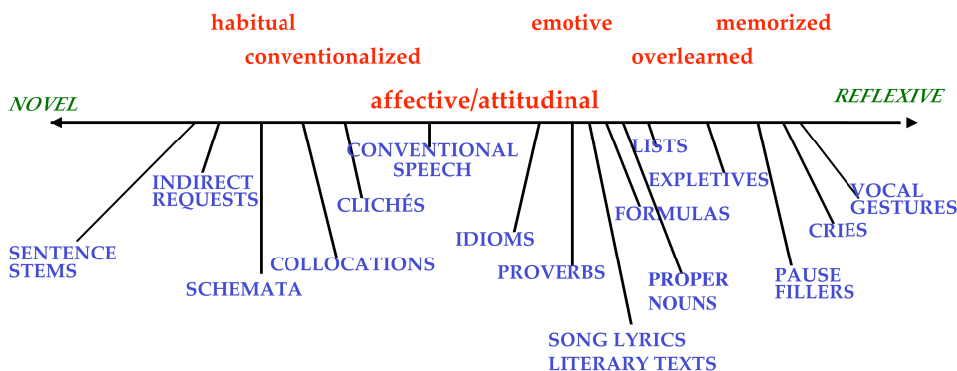 habitual
emotive
memorized
conventionalized
overlearned
NOVEL
affective/attitudinal
REFLEXIVE
CONVENTIONAL
SPEECH
LISTS
INDIRECT
REQUESTS
EXPLETIVES
VOCAL
GESTURES
CLICHÉS
FORMULAS
CRIES
SENTENCE
STEMS
IDIOMS
COLLOCATIONS
PROVERBS
SCHEMATA
PROPER
NOUNS
PAUSE
FILLERS
SONG LYRICS
LITERARY TEXTS